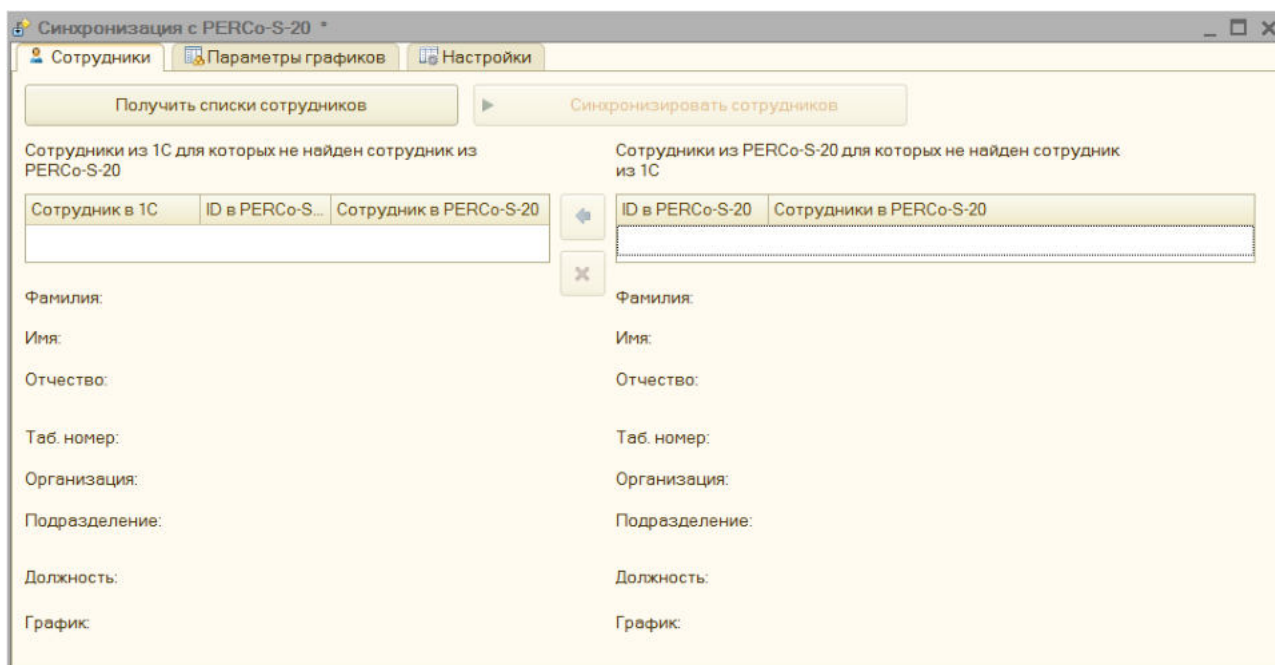 Синхронизация с PERCo-S-20 *
Сотрудники Параметры графиков Настройки
Получить списки сотрудников Синхронизировать сотрудников
Сотрудники из 1С для которых не найден сотрудник из
PERCo-S-20
Сотрудники из PERCo-S-20 для которых не найден сотрудник
из 1С
Сотрудник в 1С ID в PERCo-S... Сотрудник в PERCo-S-20
ID в PERCo-S-20 Сотрудники в PERCo-S-20
Фамилия: Фамилия:
Имя: Имя:
Отчество: Отчество:
Таб. номер: Таб. номер:
Организация: Организация:
Подразделение: Подразделение:
Должность: Должность:
График: График: